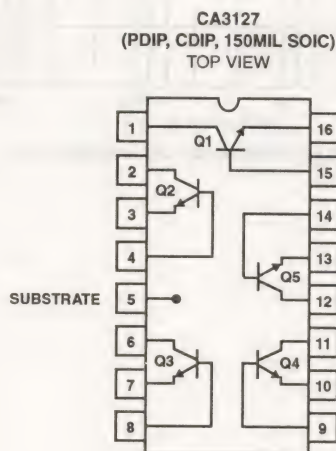 CA3127
(PDIP, CDIP, 150MIL SOIC)
TOP VIEW
1
16
Q1
2
15
Q2
3
14
4
13
Q5
SUBSTRATE 5
12
6
11
Q3
Q4
7
10
8
9